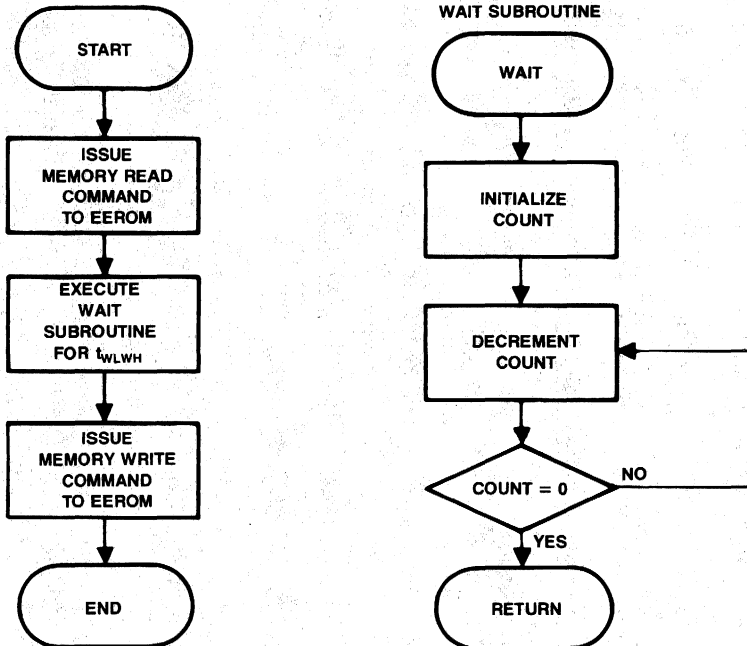 START
ISSUE
MEMORY READ
COMMAND
TO EEROM
EXECUTE
WAIT
SUBROUTINE
FOR tWLWH
ISSUE
MEMORY WRITE
COMMAND
TO EEROM
END
WAIT SUBROUTINE
WAIT
INITIALIZE
COUNT
DECREMENT
COUNT
COUNT = 0
NO
YES
RETURN